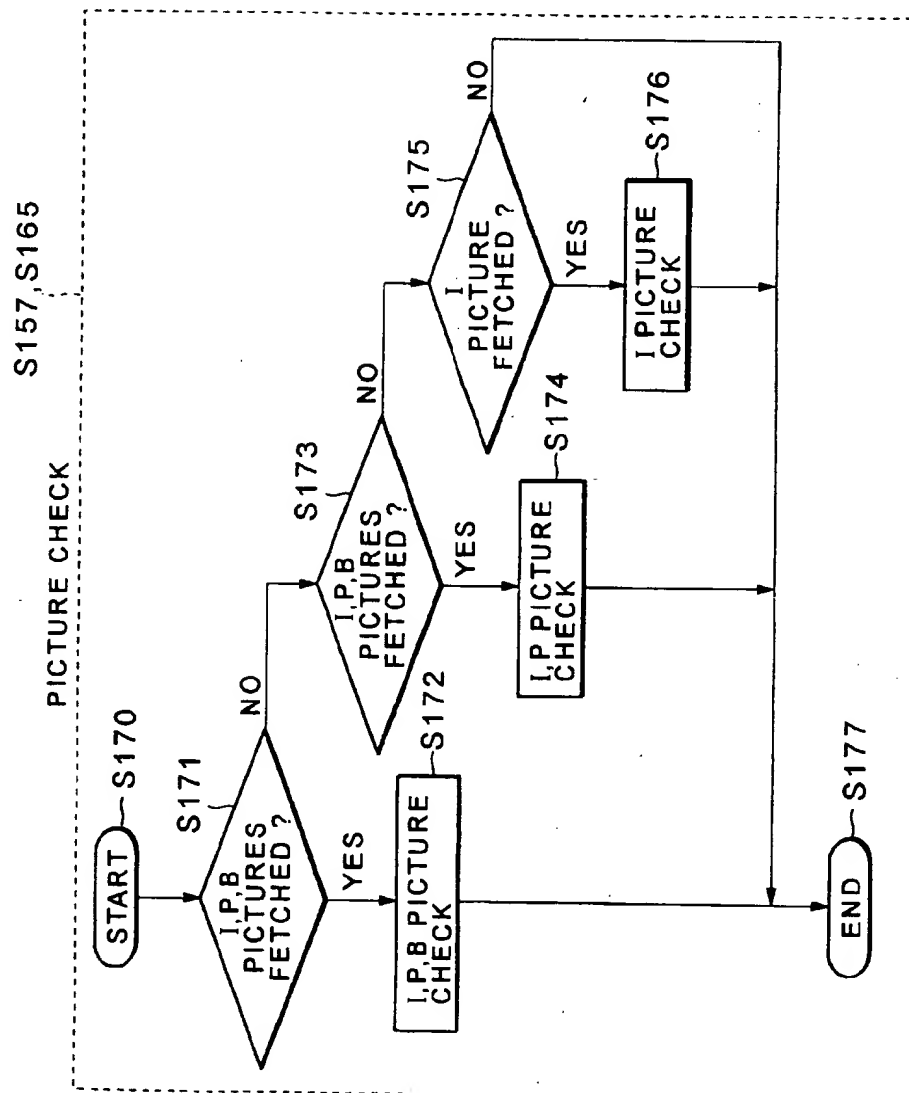 S157,S165
PICTURE CHECK
START
S170
S171
I,P,B
PICTURES
FETCHED ?
NO
YES
S172
I,P,B PICTURE
CHECK
S173
I,P,B
PICTURES
FETCHED ?
NO
YES
S174
I,P PICTURE
CHECK
S175
I
PICTURE
FETCHED ?
NO
YES
S176
I PICTURE
CHECK
END
S177